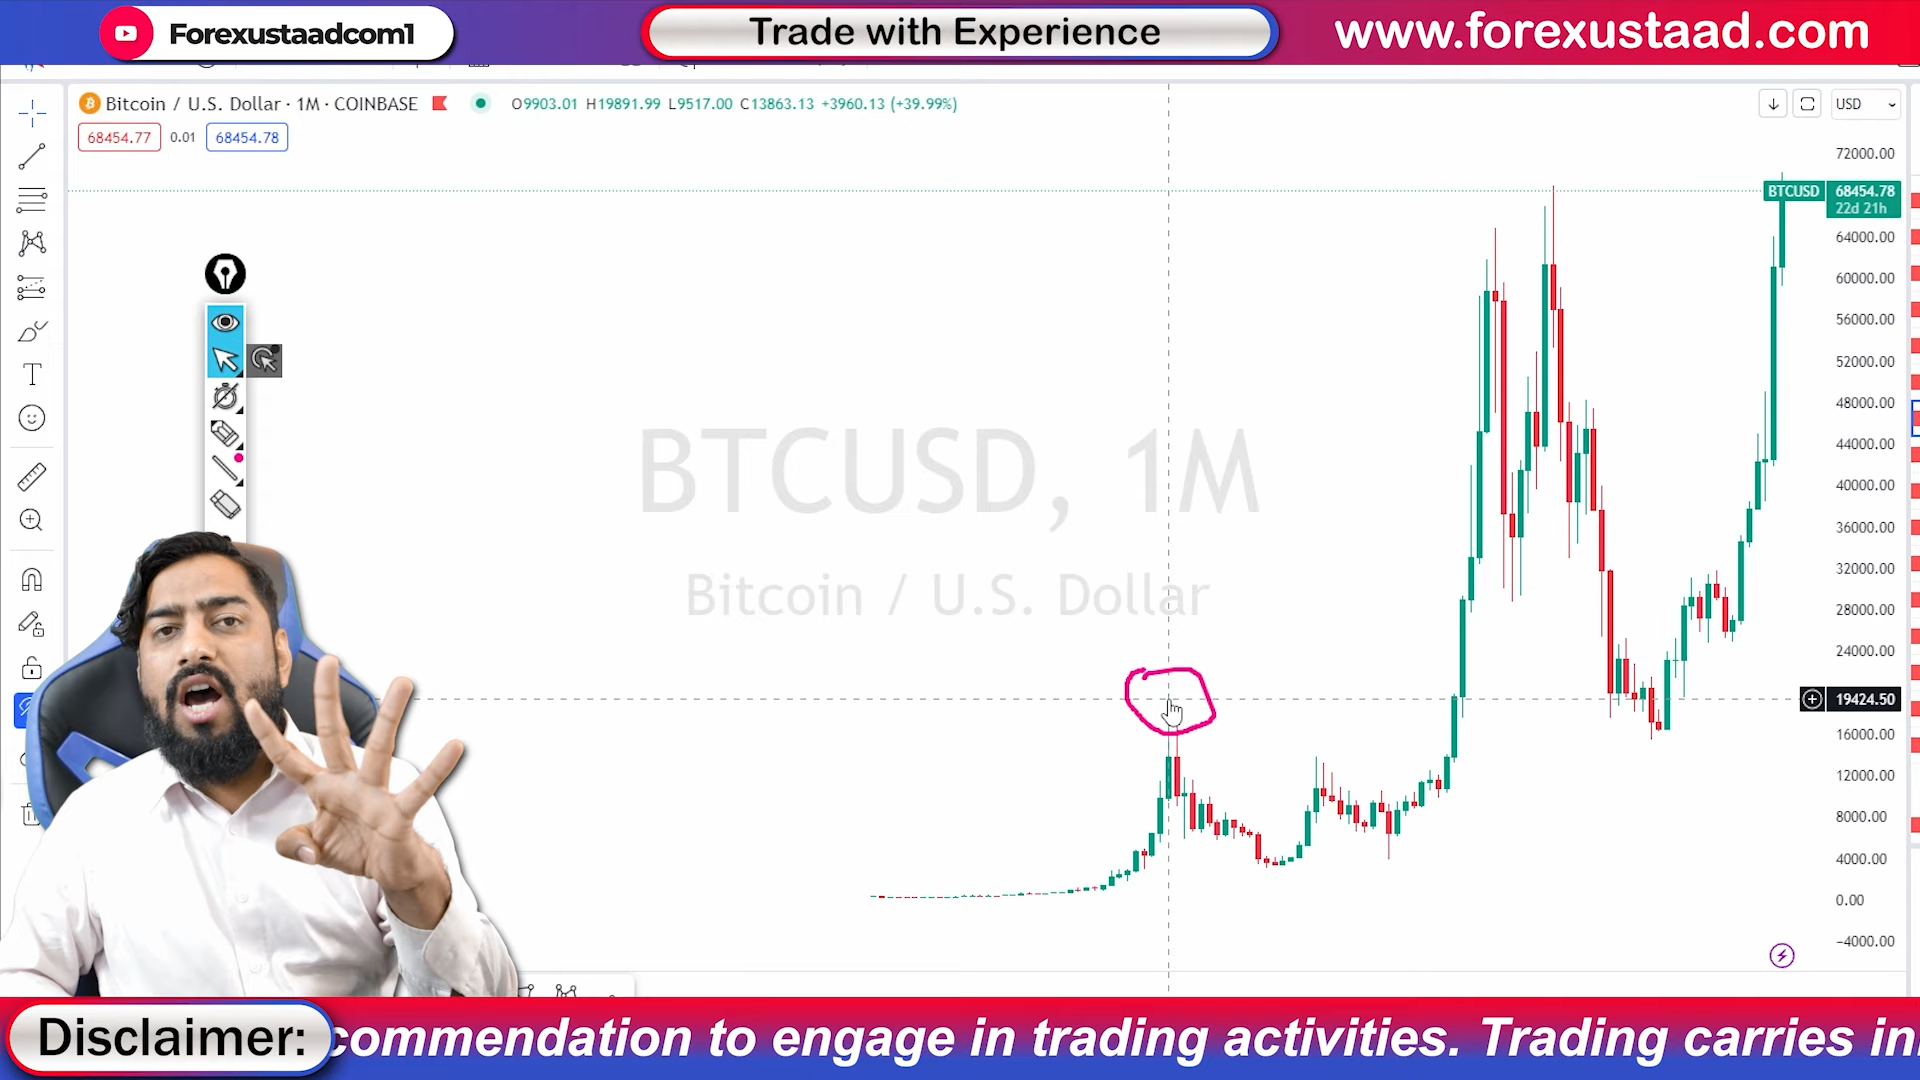 Forexustaadcom1
Trade with Experience
www.forexustaad.com
Bitcoin / U.S. Dollar · 1M · COINBASE
O9903.01 H19891.99 L9517.00 C13863.13 +3960.13 (+39.99%)
USD
68454.77 0.01 68454.78
72000.00
BTCUSD 68454.78
22d 21h
64000.00
60000.00
56000.00
52000.00
48000.00
44000.00
40000.00
36000.00
32000.00
28000.00
24000.00
19424.50
16000.00
12000.00
8000.00
4000.00
0.00
−4000.00
BTCUSD, 1M
Bitcoin / U.S. Dollar
Disclaimer:
commendation to engage in trading activities. Trading carries in